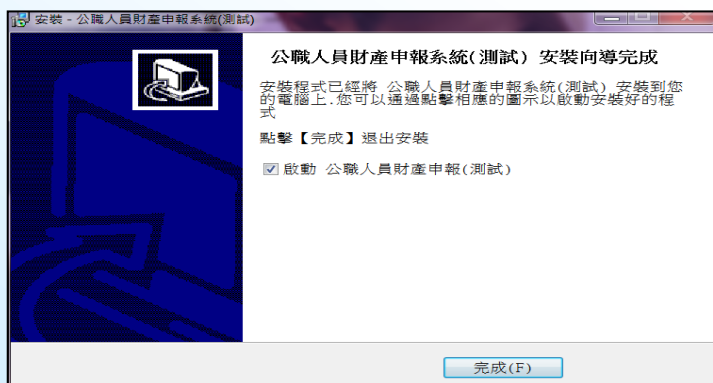 安裝 - 公職人員財產申報系統(測試)
公職人員財產申報系統(測試) 安裝向導完成
安裝程式已經將 公職人員財產申報系統(測試) 安裝到您
的電腦上.您可以通過點擊相應的圖示以啟動安裝好的程
式
點擊【完成】退出安裝
啟動 公職人員財產申報(測試)
完成(F)